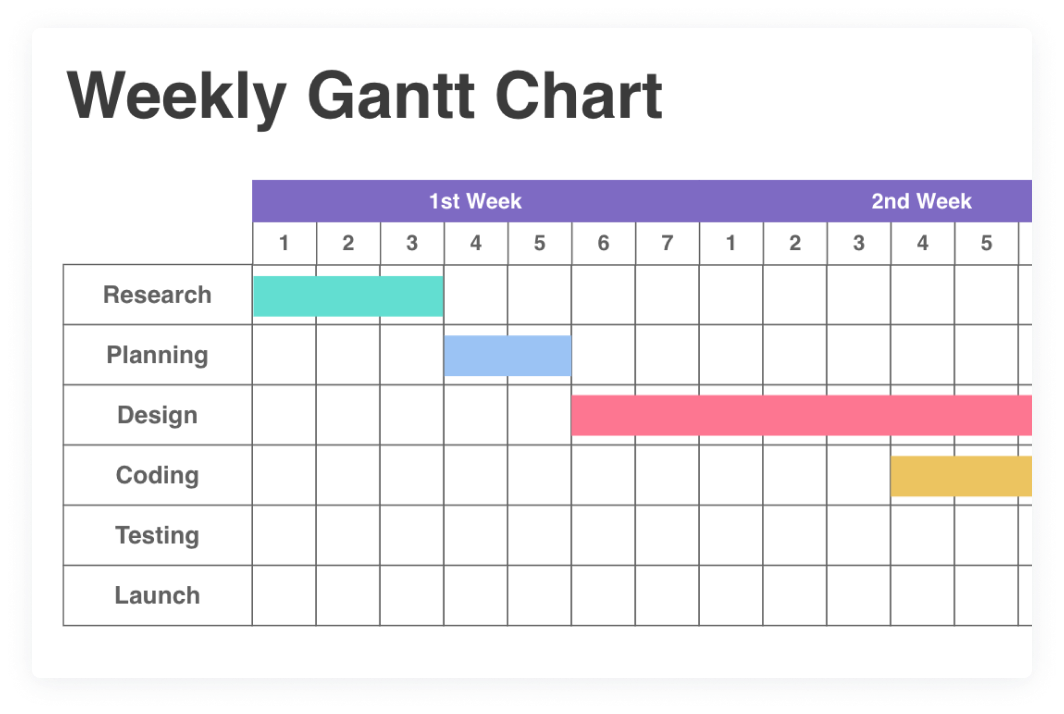 Weekly Gantt Chart
1st Week 2nd Week
1 2 3 4 5 6 7 1 2 3 4 5
Research
Planning
Design
Coding
Testing
Launch